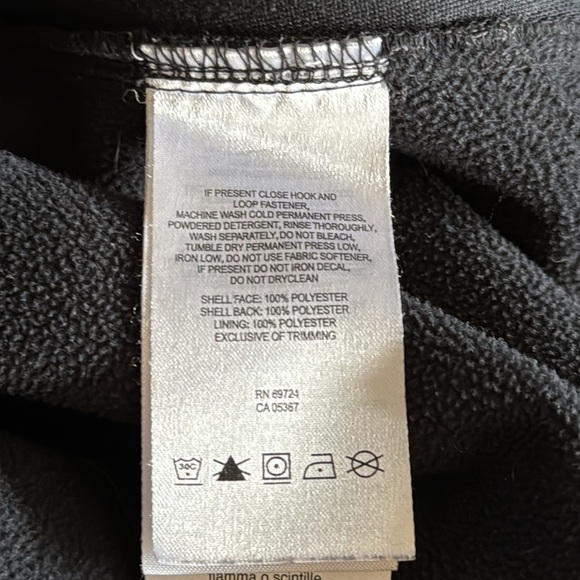 IF PRESENT CLOSE HOOK AND
LOOP FASTENER,
MACHINE WASH COLD PERMANENT PRESS,
POWDERED DETERGENT, RINSE THOROUGHLY,
WASH SEPARATELY, DO NOT BLEACH,
TUMBLE DRY PERMANENT PRESS LOW,
IRON LOW, DO NOT USE FABRIC SOFTENER,
IF PRESENT DO NOT IRON DECAL,
DO NOT DRYCLEAN
SHELL FACE: 100% POLYESTER
SHELL BACK: 100% POLYESTER
LINING: 100% POLYESTER
EXCLUSIVE OF TRIMMING
RN 69724
CA 05367
30C
fiamma o scintille